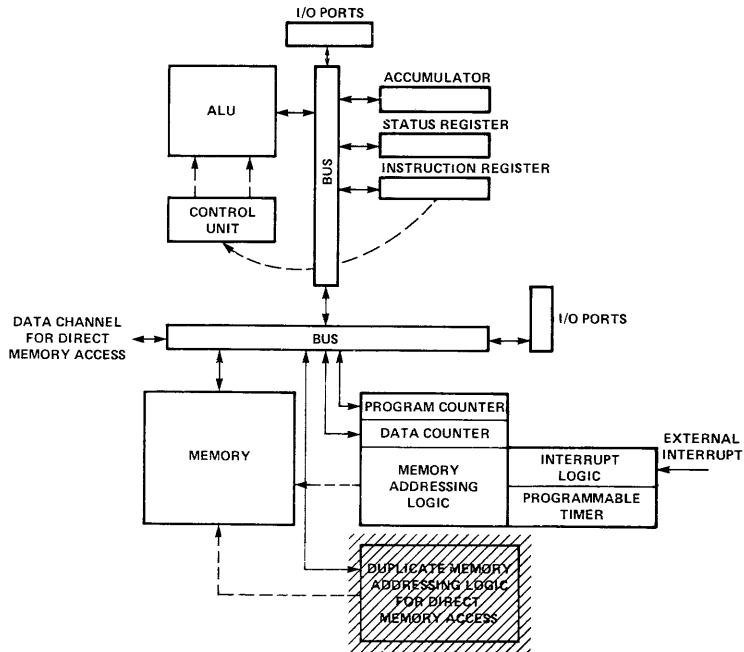 I/O PORTS
ALU
BUS
ACCUMULATOR
STATUS REGISTER
INSTRUCTION REGISTER
CONTROL
UNIT
DATA CHANNEL
FOR DIRECT
MEMORY ACCESS
BUS
I/O PORTS
MEMORY
PROGRAM COUNTER
DATA COUNTER
MEMORY
ADDRESSING
LOGIC
INTERRUPT
LOGIC
PROGRAMMABLE
TIMER
EXTERNAL
INTERRUPT
DUPLICATE MEMORY
ADDRESSING LOGIC
FOR DIRECT
MEMORY ACCESS